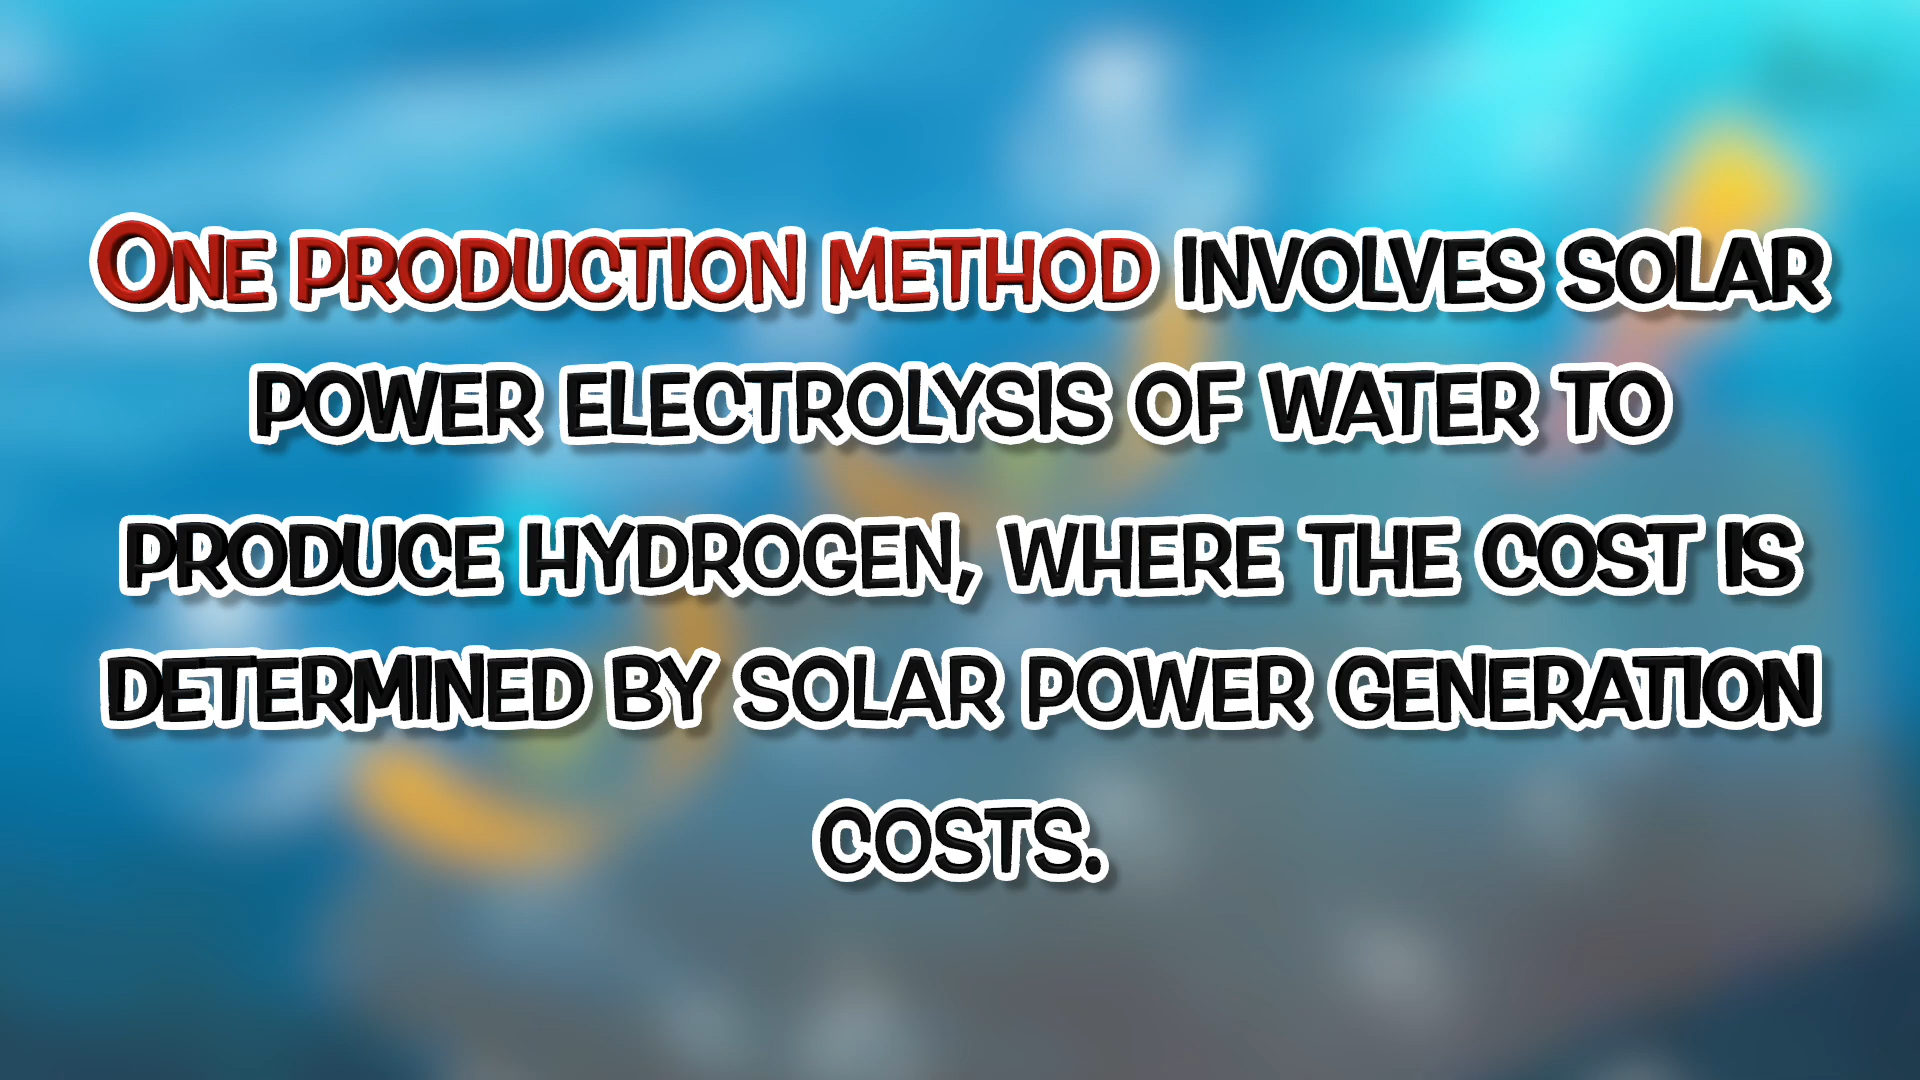 One production method involves solar
power electrolysis of water to
produce hydrogen, where the cost is
determined by solar power generation
costs.